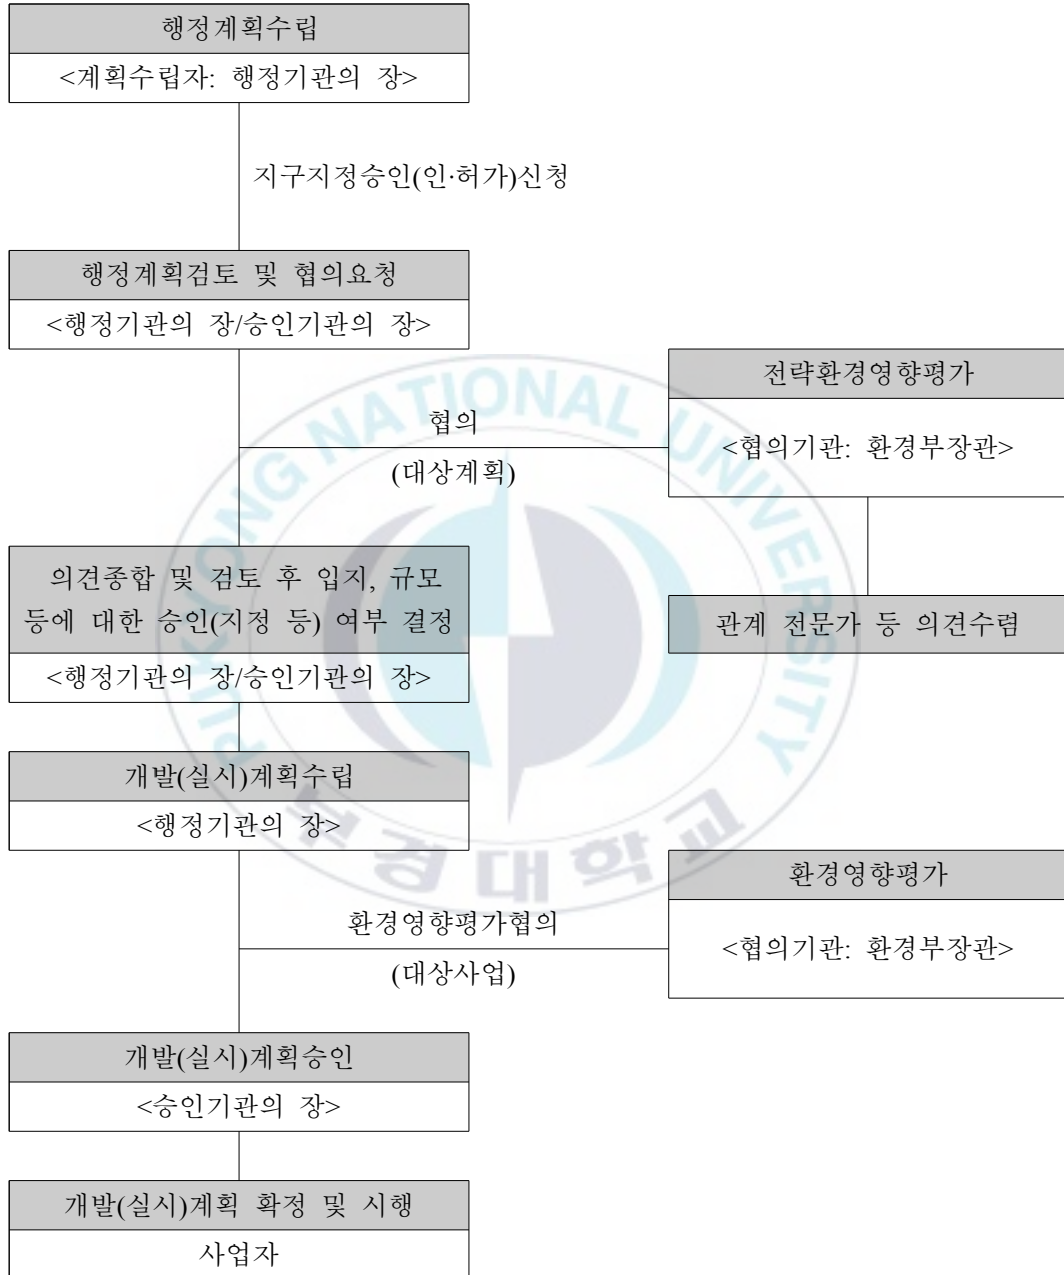 행정계획수립
<계획수립자: 행정기관의 장>
지구지정승인(인·허가)신청
행정계획검토 및 협의요청
<행정기관의 장/승인기관의 장>
전략환경영향평가
<협의기관: 환경부장관>
협의
(대상계획)
의견종합 및 검토 후 입지, 규모
등에 대한 승인(지정 등) 여부 결정
<행정기관의 장/승인기관의 장>
관계 전문가 등 의견수렴
개발(실시)계획수립
<행정기관의 장>
환경영향평가
<협의기관: 환경부장관>
환경영향평가협의
(대상사업)
개발(실시)계획승인
<승인기관의 장>
개발(실시)계획 확정 및 시행
사업자
PUKYONG NATIONAL UNIVERSITY
부경대학교